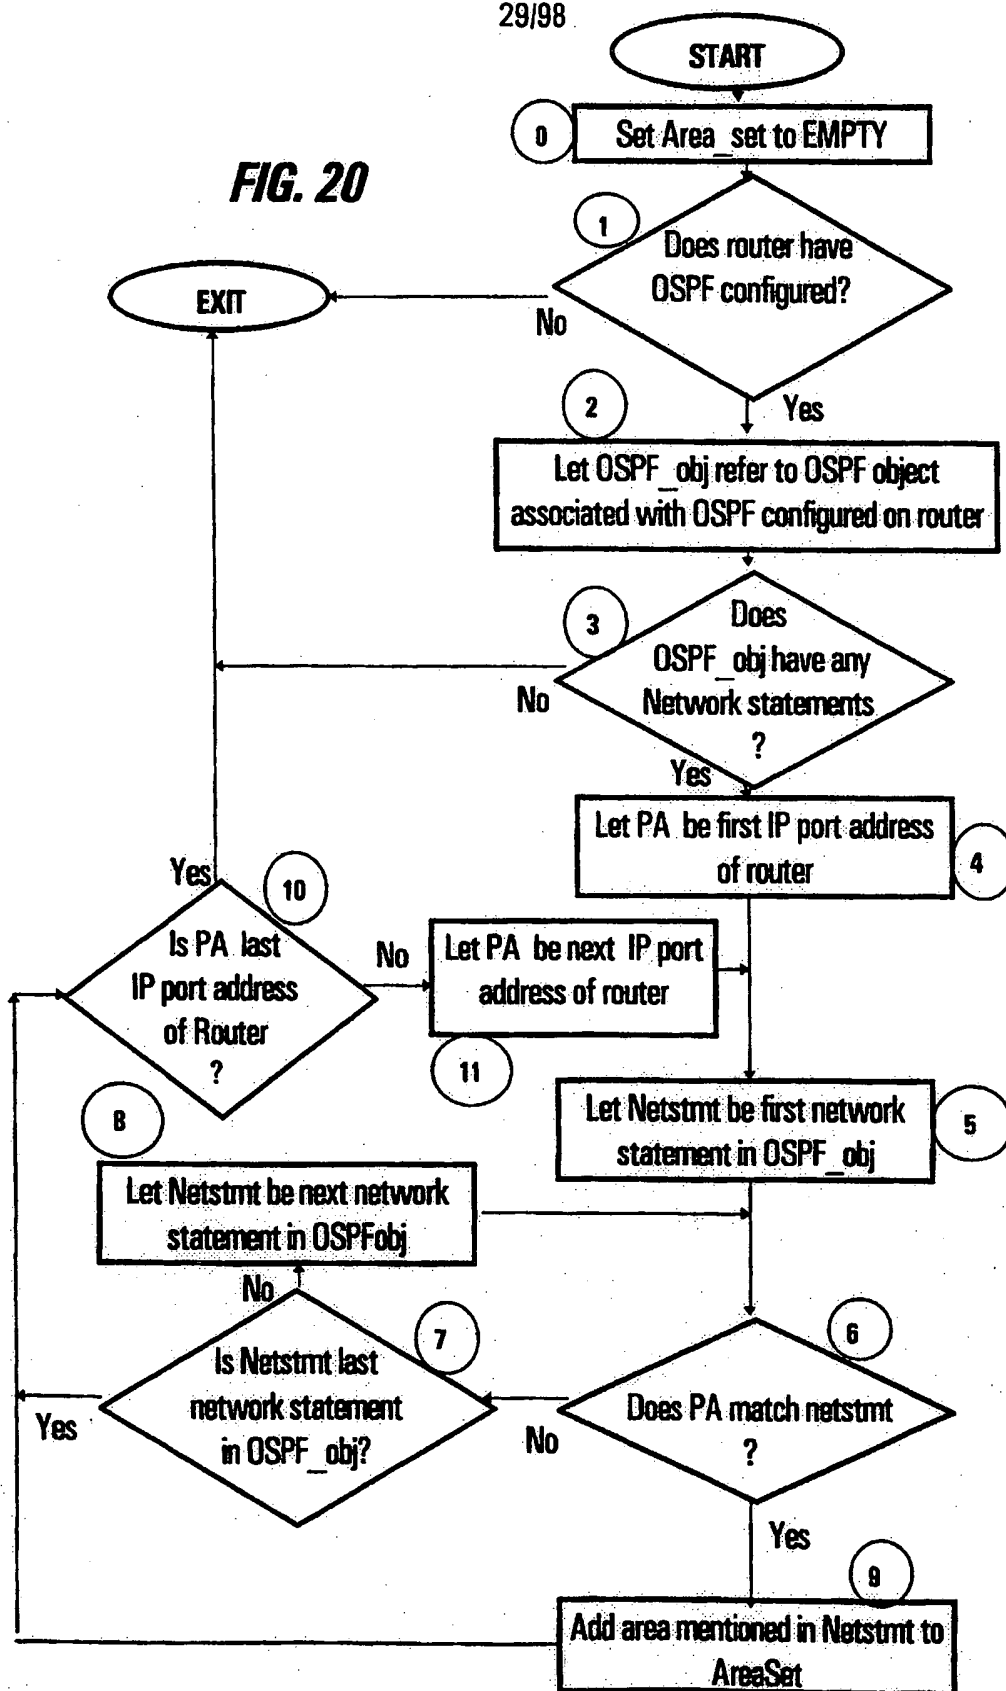 29/98
START
0
Set Area_set to EMPTY
FIG. 20
1
Does router have
OSPF configured?
EXIT
No
Yes
2
Let OSPF_obj refer to OSPF object
associated with OSPF configured on router
3
Does
OSPF_obj have any
Network statements
?
No
Yes
Let PA be first IP port address
of router
4
Yes
10
Is PA last
IP port address
of Router
?
No
Let PA be next IP port
address of router
11
8
Let Netstmt be first network
statement in OSPF_obj
5
Let Netstmt be next network
statement in OSPFobj
No
7
Is Netstmt last
network statement
in OSPF_obj?
Yes
6
Does PA match netstmt
?
No
Yes
9
Add area mentioned in Netstmt to
AreaSet